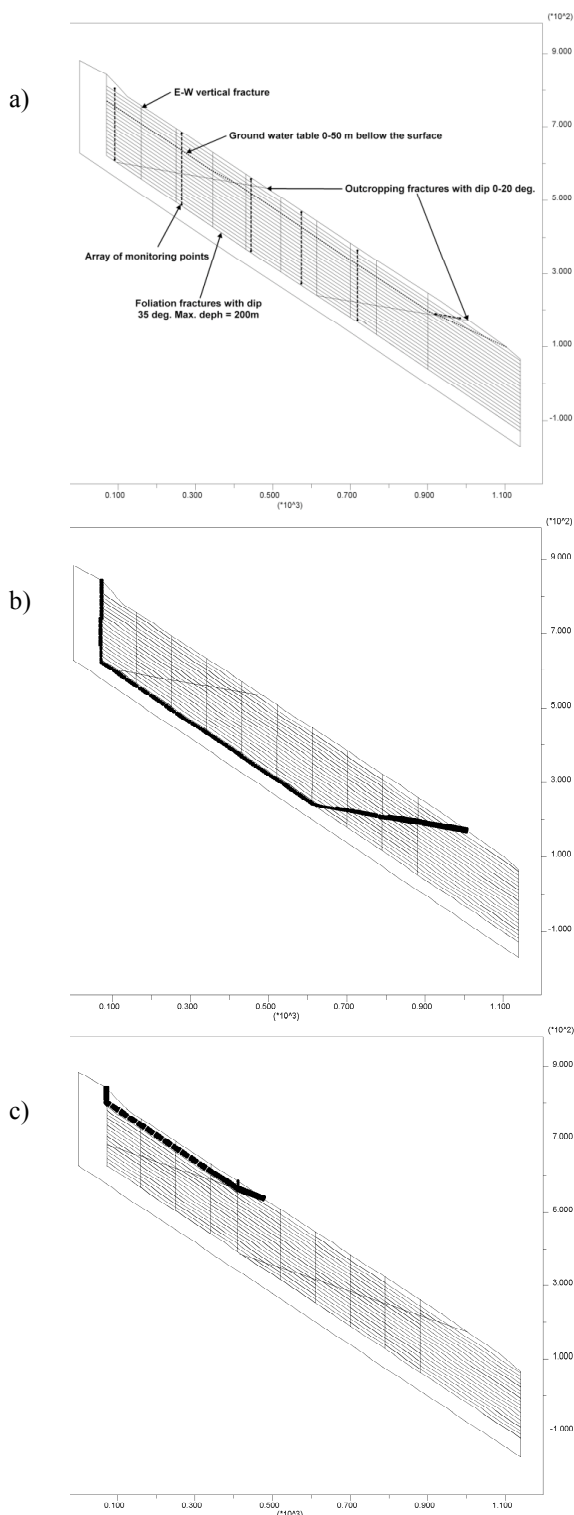 a)
(*10^2)
9.000
E-W vertical fracture
7.000
Ground water table 0-50 m bellow the surface
Outcropping fractures with dip 0-20 deg.
5.000
Array of monitoring points
Foliation fractures with dip
35 deg. Max. deph = 200m
3.000
1.000
-1.000
0.100 0.300 0.500 0.700 0.900 1.100
(*10^3)
b)
(*10^2)
9.000
7.000
5.000
3.000
1.000
-1.000
0.100 0.300 0.500 0.700 0.900 1.100
(*10^3)
c)
(*10^2)
9.000
7.000
5.000
3.000
1.000
-1.000
0.100 0.300 0.500 0.700 0.900 1.100
(*10^3)